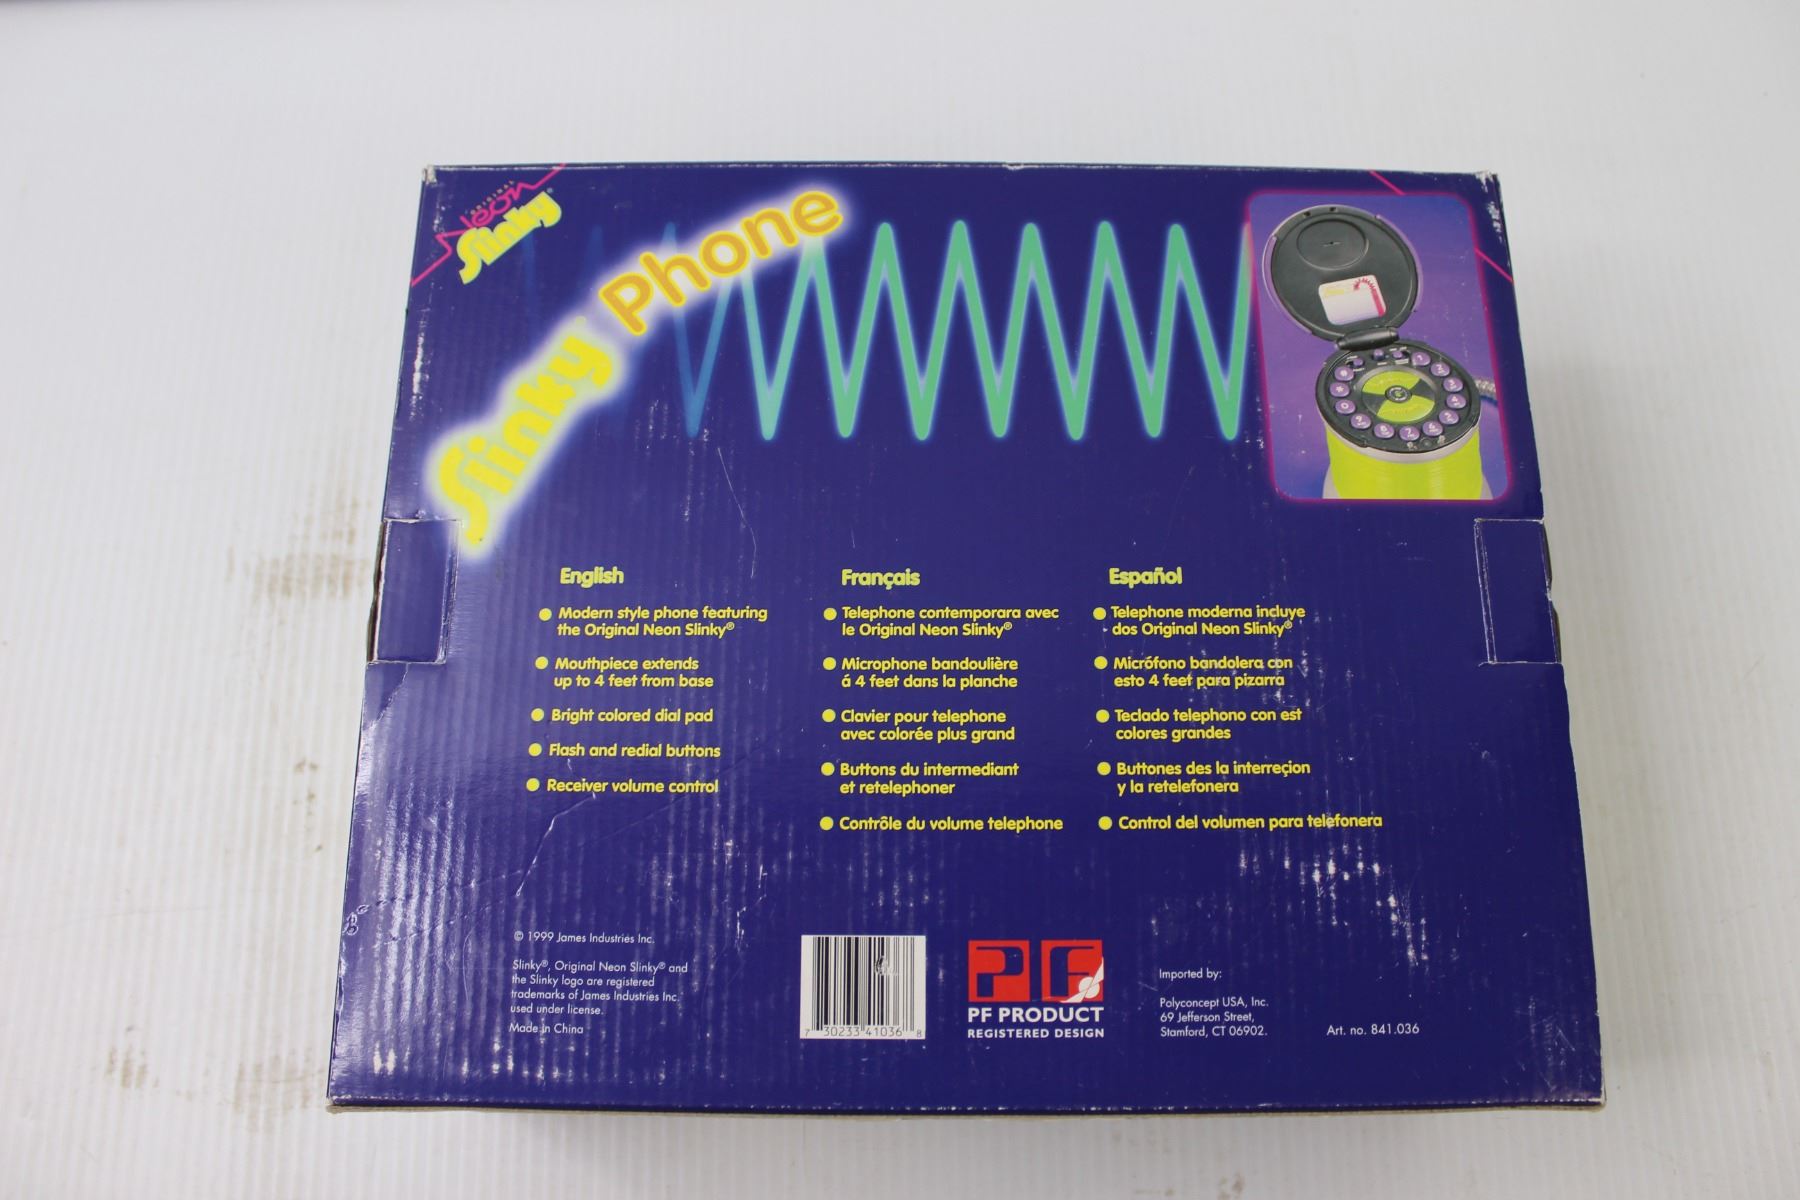 ORIGINAL
Neon
Slinky®
Slinky Phone
English
Modern style phone featuring
the Original Neon Slinky®
Mouthpiece extends
up to 4 feet from base
Bright colored dial pad
Flash and redial buttons
Receiver volume control
Français
Telephone contemporara avec
le Original Neon Slinky®
Microphone bandoulière
á 4 feet dans la planche
Clavier pour telephone
avec colorée plus grand
Buttons du intermediant
et retelephoner
Contrôle du volume telephone
Español
Telephone moderna incluye
dos Original Neon Slinky®
Micrófono bandolera con
esto 4 feet para pizarra
Teclado telephono con est
colores grandes
Buttones des la interreçion
y la retelefonera
Control del volumen para telefonera
© 1999 James Industries Inc.
Slinky®, Original Neon Slinky® and
the Slinky logo are registered
trademarks of James Industries Inc.
used under license.
Made in China
7 30233 41036 8
PF
PF PRODUCT
REGISTERED DESIGN
Imported by:
Polyconcept USA, Inc.
69 Jefferson Street,
Stamford, CT 06902.
Art. no. 841.036